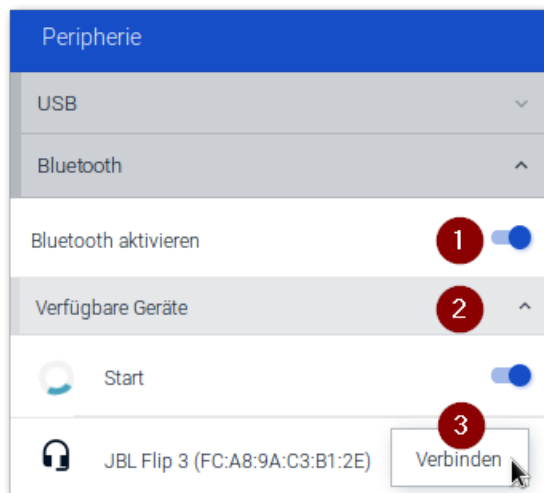 Peripherie
USB
Bluetooth
Bluetooth aktivieren 1
Verfügbare Geräte 2
Start
3
JBL Flip 3 (FC:A8:9A:C3:B1:2E) Verbinden